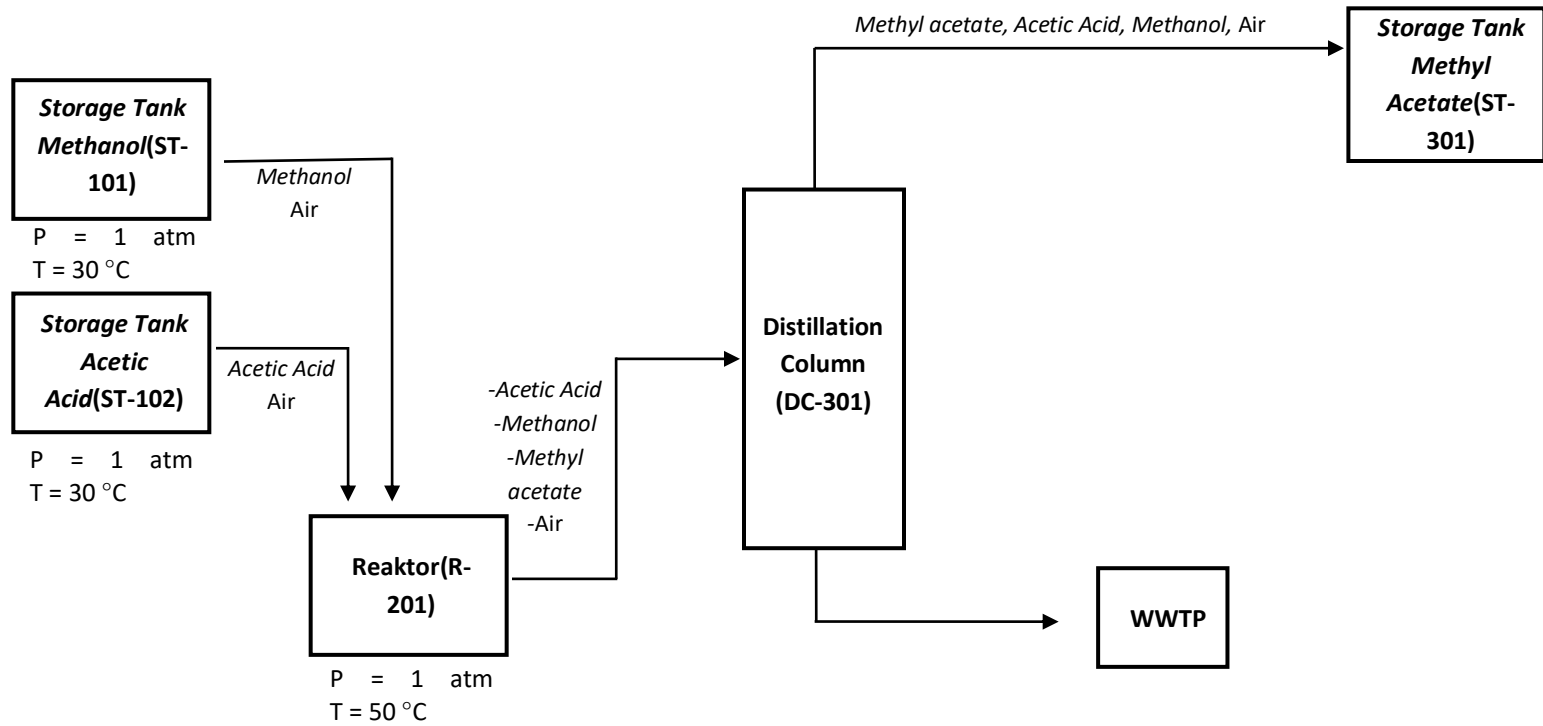 Storage Tank
Methanol(ST-
101)
P = 1 atm
T = 30 °C
Storage Tank
Acetic
Acid(ST-102)
P = 1 atm
T = 30 °C
Methanol
Air
Acetic Acid
Air
Reaktor(R-
201)
P = 1 atm
T = 50 °C
-Acetic Acid
-Methanol
-Methyl
acetate
-Air
Distillation
Column
(DC-301)
Methyl acetate, Acetic Acid, Methanol, Air
Storage Tank
Methyl
Acetate(ST-
301)
WWTP